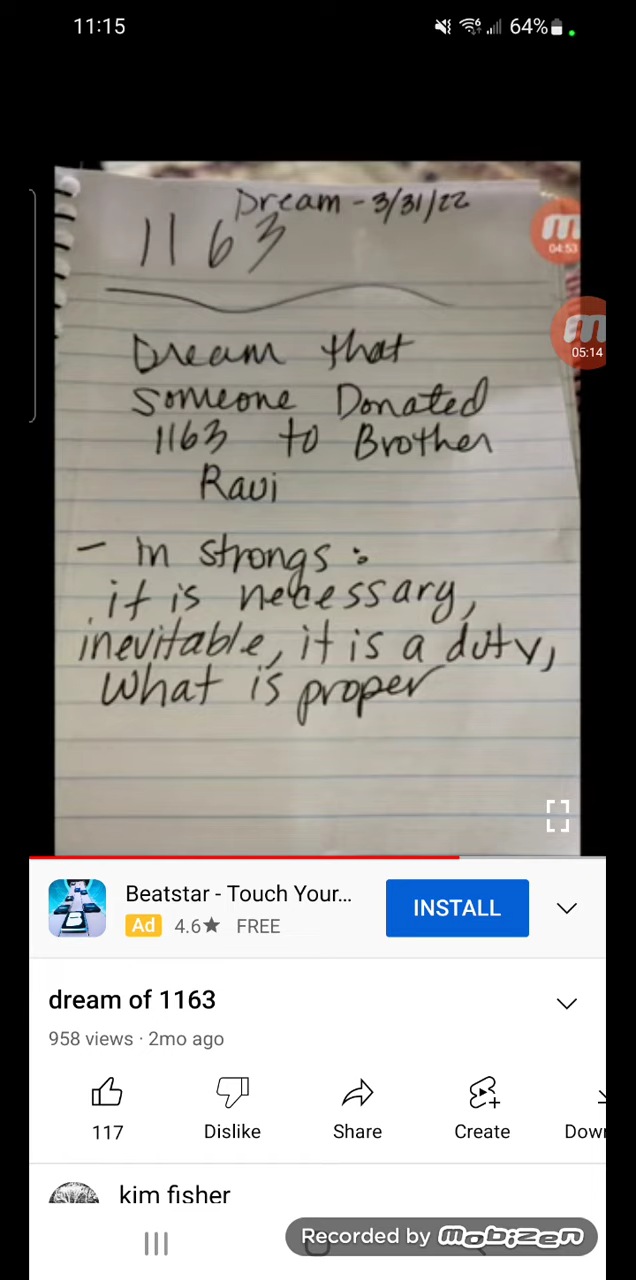 11:15
64%
Dream - 3/31/22
1163
04:53
05:14
Dream that
someone Donated
1163 to Brother
Ravi
- In strongs :
it is necessary,
inevitable, it is a duty,
What is proper
Beatstar - Touch Your...
INSTALL
Ad 4.6★ FREE
dream of 1163
958 views · 2mo ago
117
Dislike
Share
Create
Down
kim fisher
Recorded by mobizen